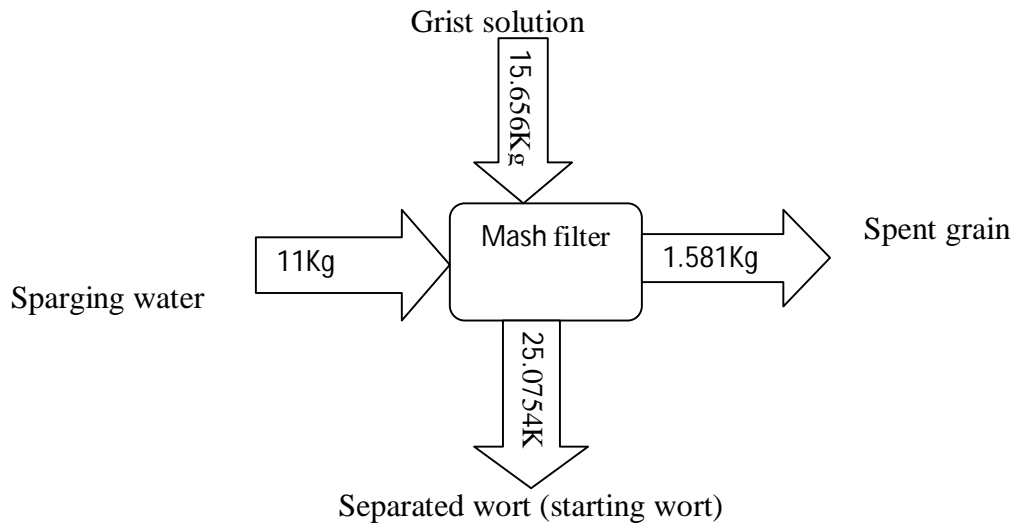 Grist solution
15.656Kg
Mash filter
Spent grain
11Kg
1.581Kg
Sparging water
25.0754K
Separated wort (starting wort)